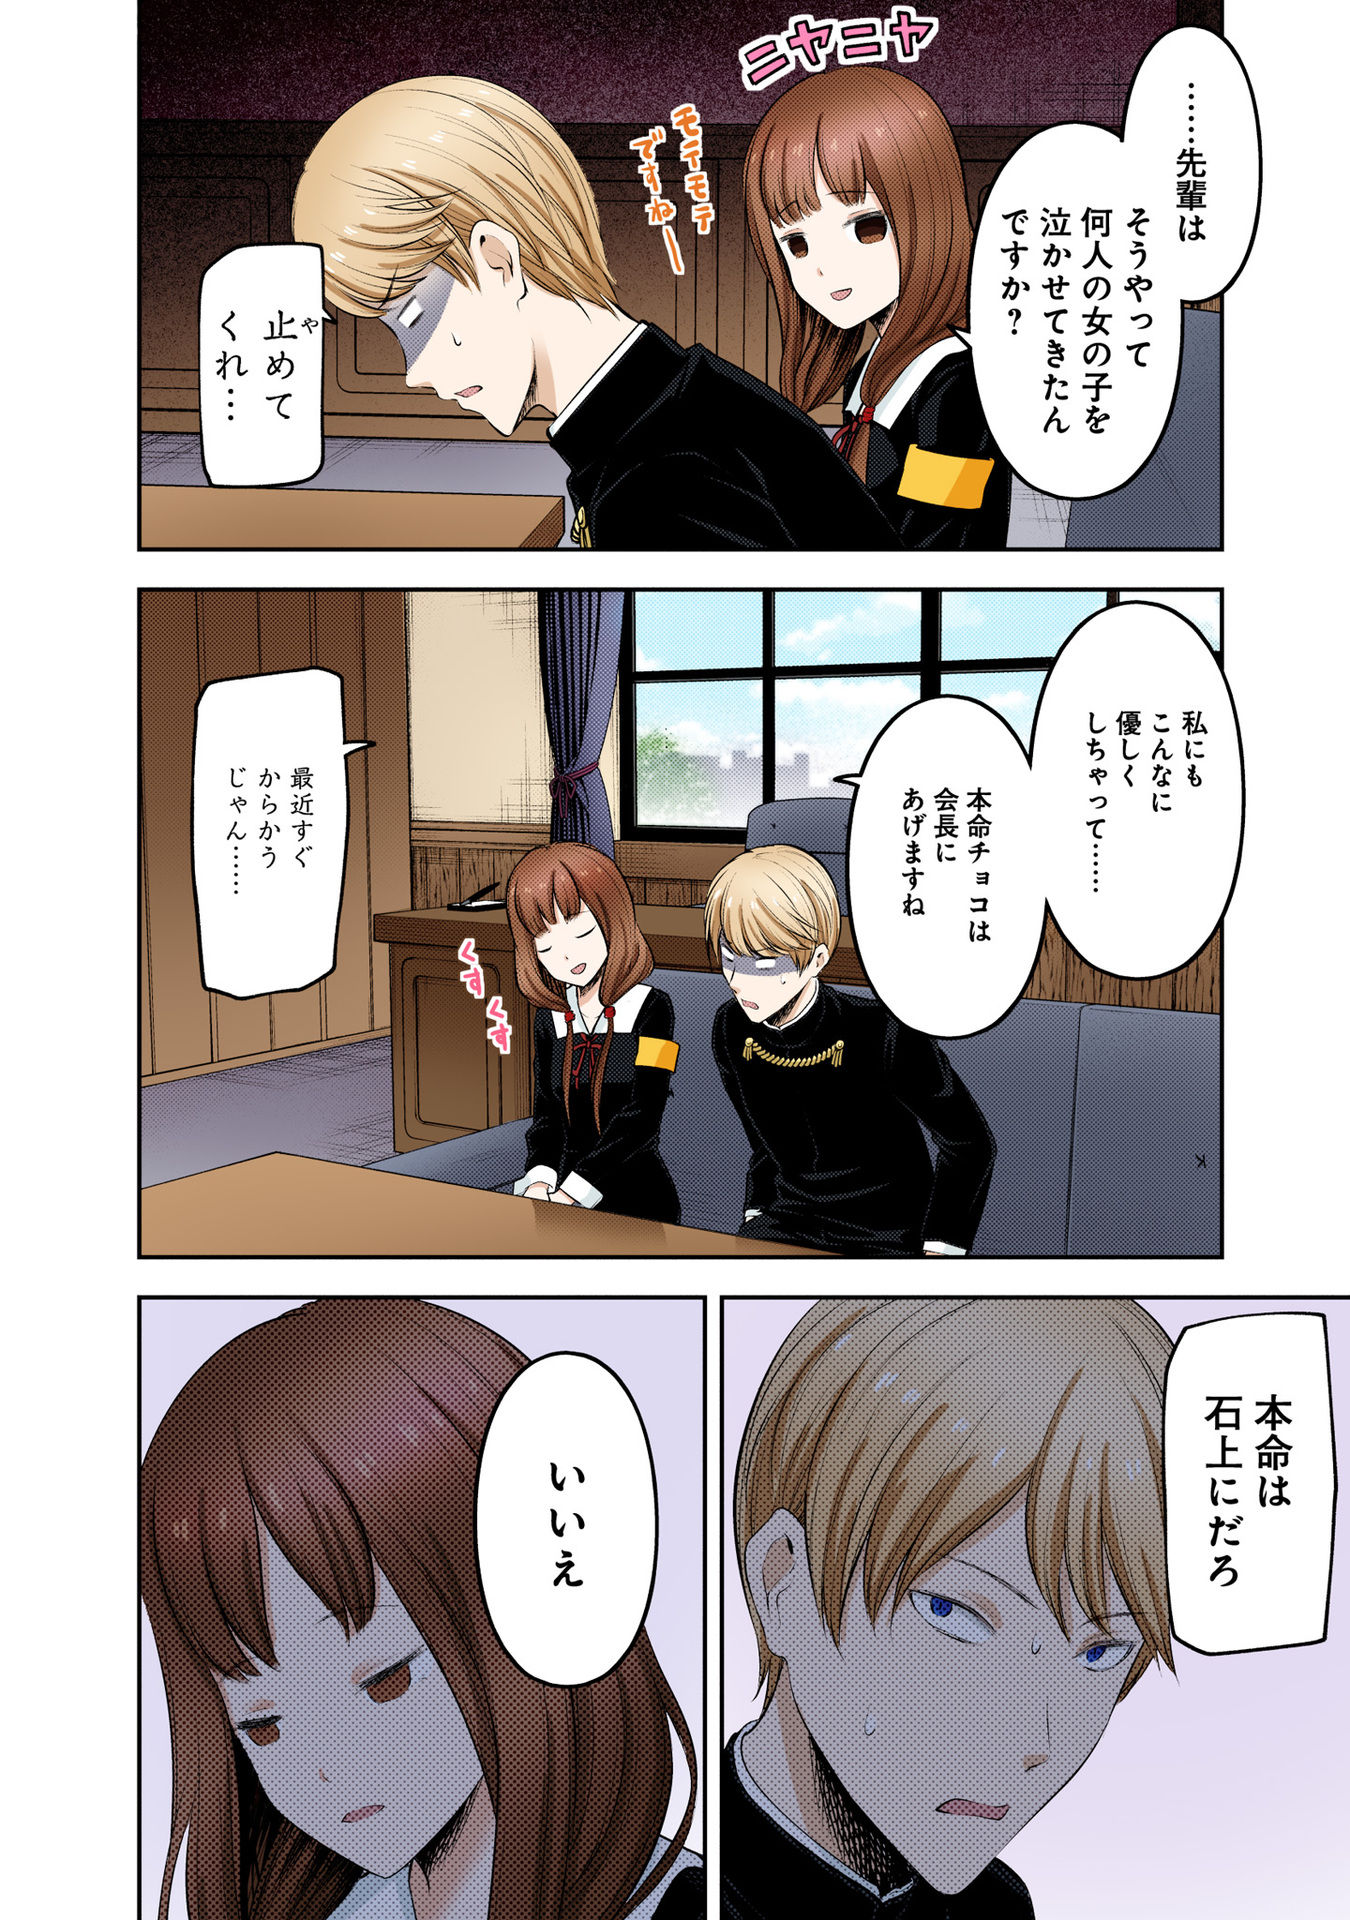 ……先輩は
そうやって
何人の女の子を
泣かせてきたん
ですか？
ニヤニヤ
モテモテ
ですねー
止めて
や
くれ…
私にも
こんなに
優しく
しちゃって……
本命チョコは
会長に
あげますね
くすくす
最近すぐ
からかう
じゃん……
本命は
石上にだろ
いいえ